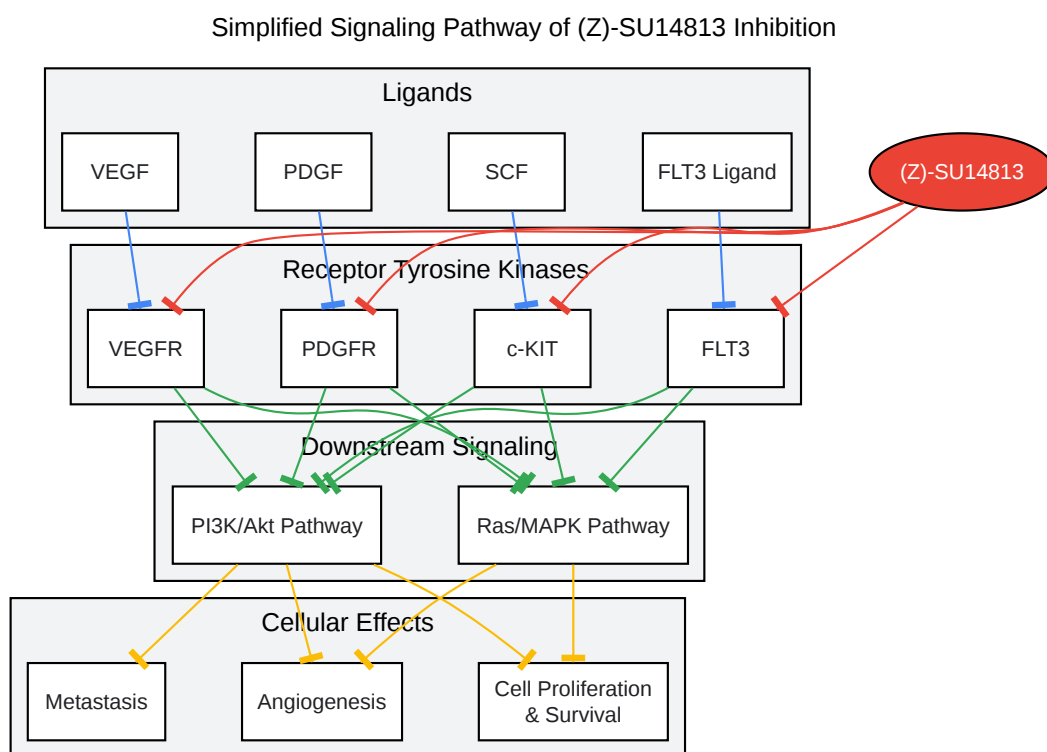 Simplified Signaling Pathway of (Z)-SU14813 Inhibition
Ligands
VEGF
PDGF
SCF
FLT3 Ligand
(Z)-SU14813
Receptor Tyrosine Kinases
VEGFR
PDGFR
c-KIT
FLT3
Downstream Signaling
PI3K/Akt Pathway
Ras/MAPK Pathway
Cellular Effects
Metastasis
Angiogenesis
Cell Proliferation
& Survival